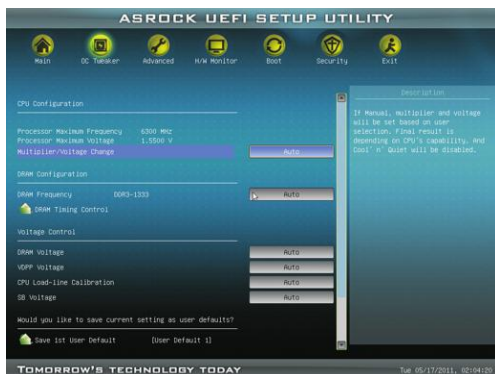 ASROCK UEFI SETUP UTILITY
Main OC Tweaker Advanced H/W Monitor Boot Security Exit
Description
If Manual, multiplier and voltage
will be set based on user
selection. Final result is
depending on CPU's capability. And
Cool' n' Quiet will be disabled.
CPU Configuration
Processor Maximum Frequency 6300 MHz
Processor Maximum Voltage 1.5500 V
Multiplier/Voltage Change Auto
DRAM Configuration
DRAM Frequency DDR3-1333 Auto
DRAM Timing Control
Voltage Control
DRAM Voltage Auto
VDPP Voltage Auto
CPU Load-line Calibration Auto
SB Voltage Auto
Would you like to save current setting as user defaults?
Save 1st User Default [User Default 1]
TOMORROW'S TECHNOLOGY TODAY
Tue 05/17/2011, 02:04:20